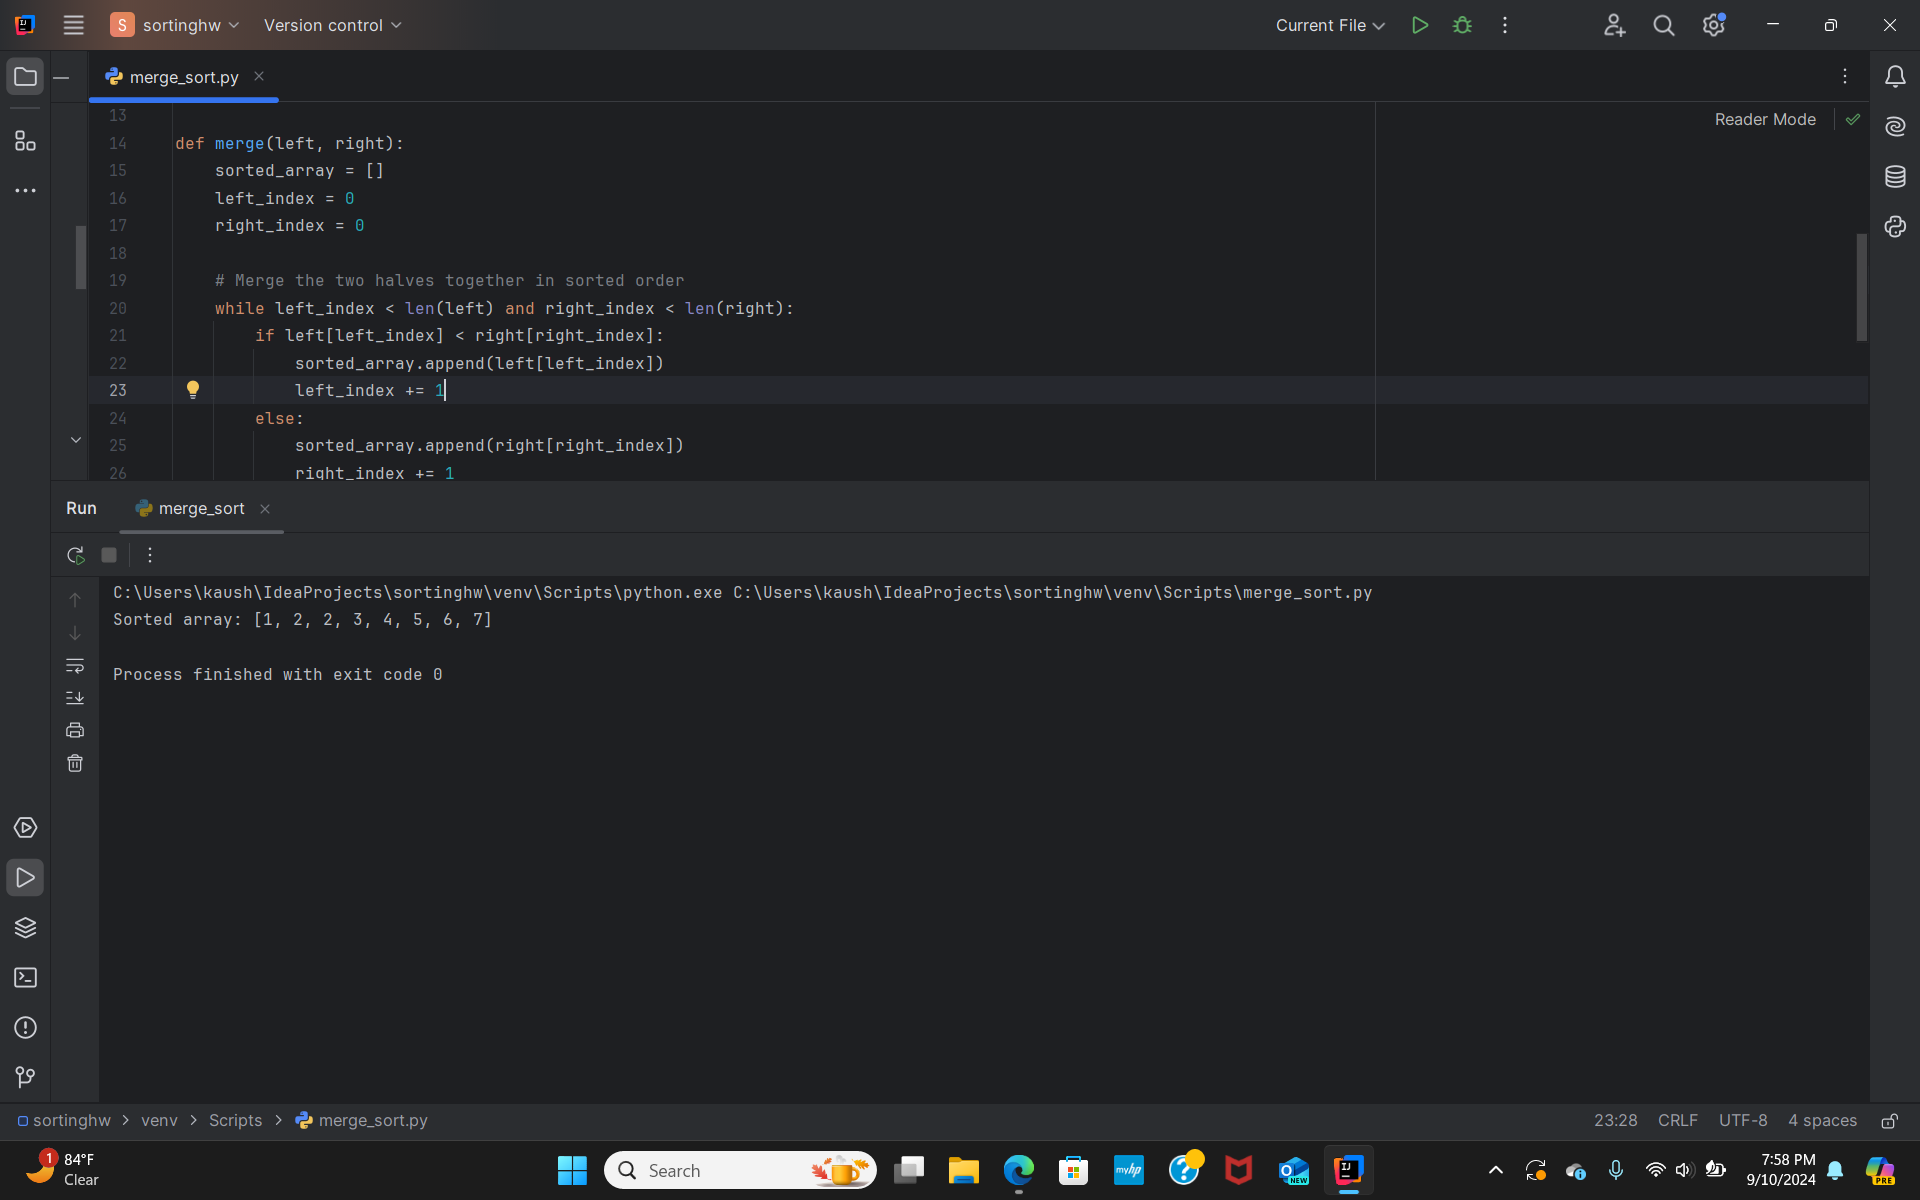 S sortinghw Version control Current File
merge_sort.py
Reader Mode
13
14 def merge(left, right):
15     sorted_array = []
16     left_index = 0
17     right_index = 0
18
19     # Merge the two halves together in sorted order
20     while left_index < len(left) and right_index < len(right):
21         if left[left_index] < right[right_index]:
22             sorted_array.append(left[left_index])
23             left_index += 1
24         else:
25             sorted_array.append(right[right_index])
26             right_index += 1
Run merge_sort
C:\Users\kaush\IdeaProjects\sortinghw\venv\Scripts\python.exe C:\Users\kaush\IdeaProjects\sortinghw\venv\Scripts\merge_sort.py
Sorted array: [1, 2, 2, 3, 4, 5, 6, 7]
Process finished with exit code 0
sortinghw > venv > Scripts > merge_sort.py 23:28 CRLF UTF-8 4 spaces
1 84°F
Clear
Search
myhp
NEW
IJ
7:58 PM
9/10/2024
PRE